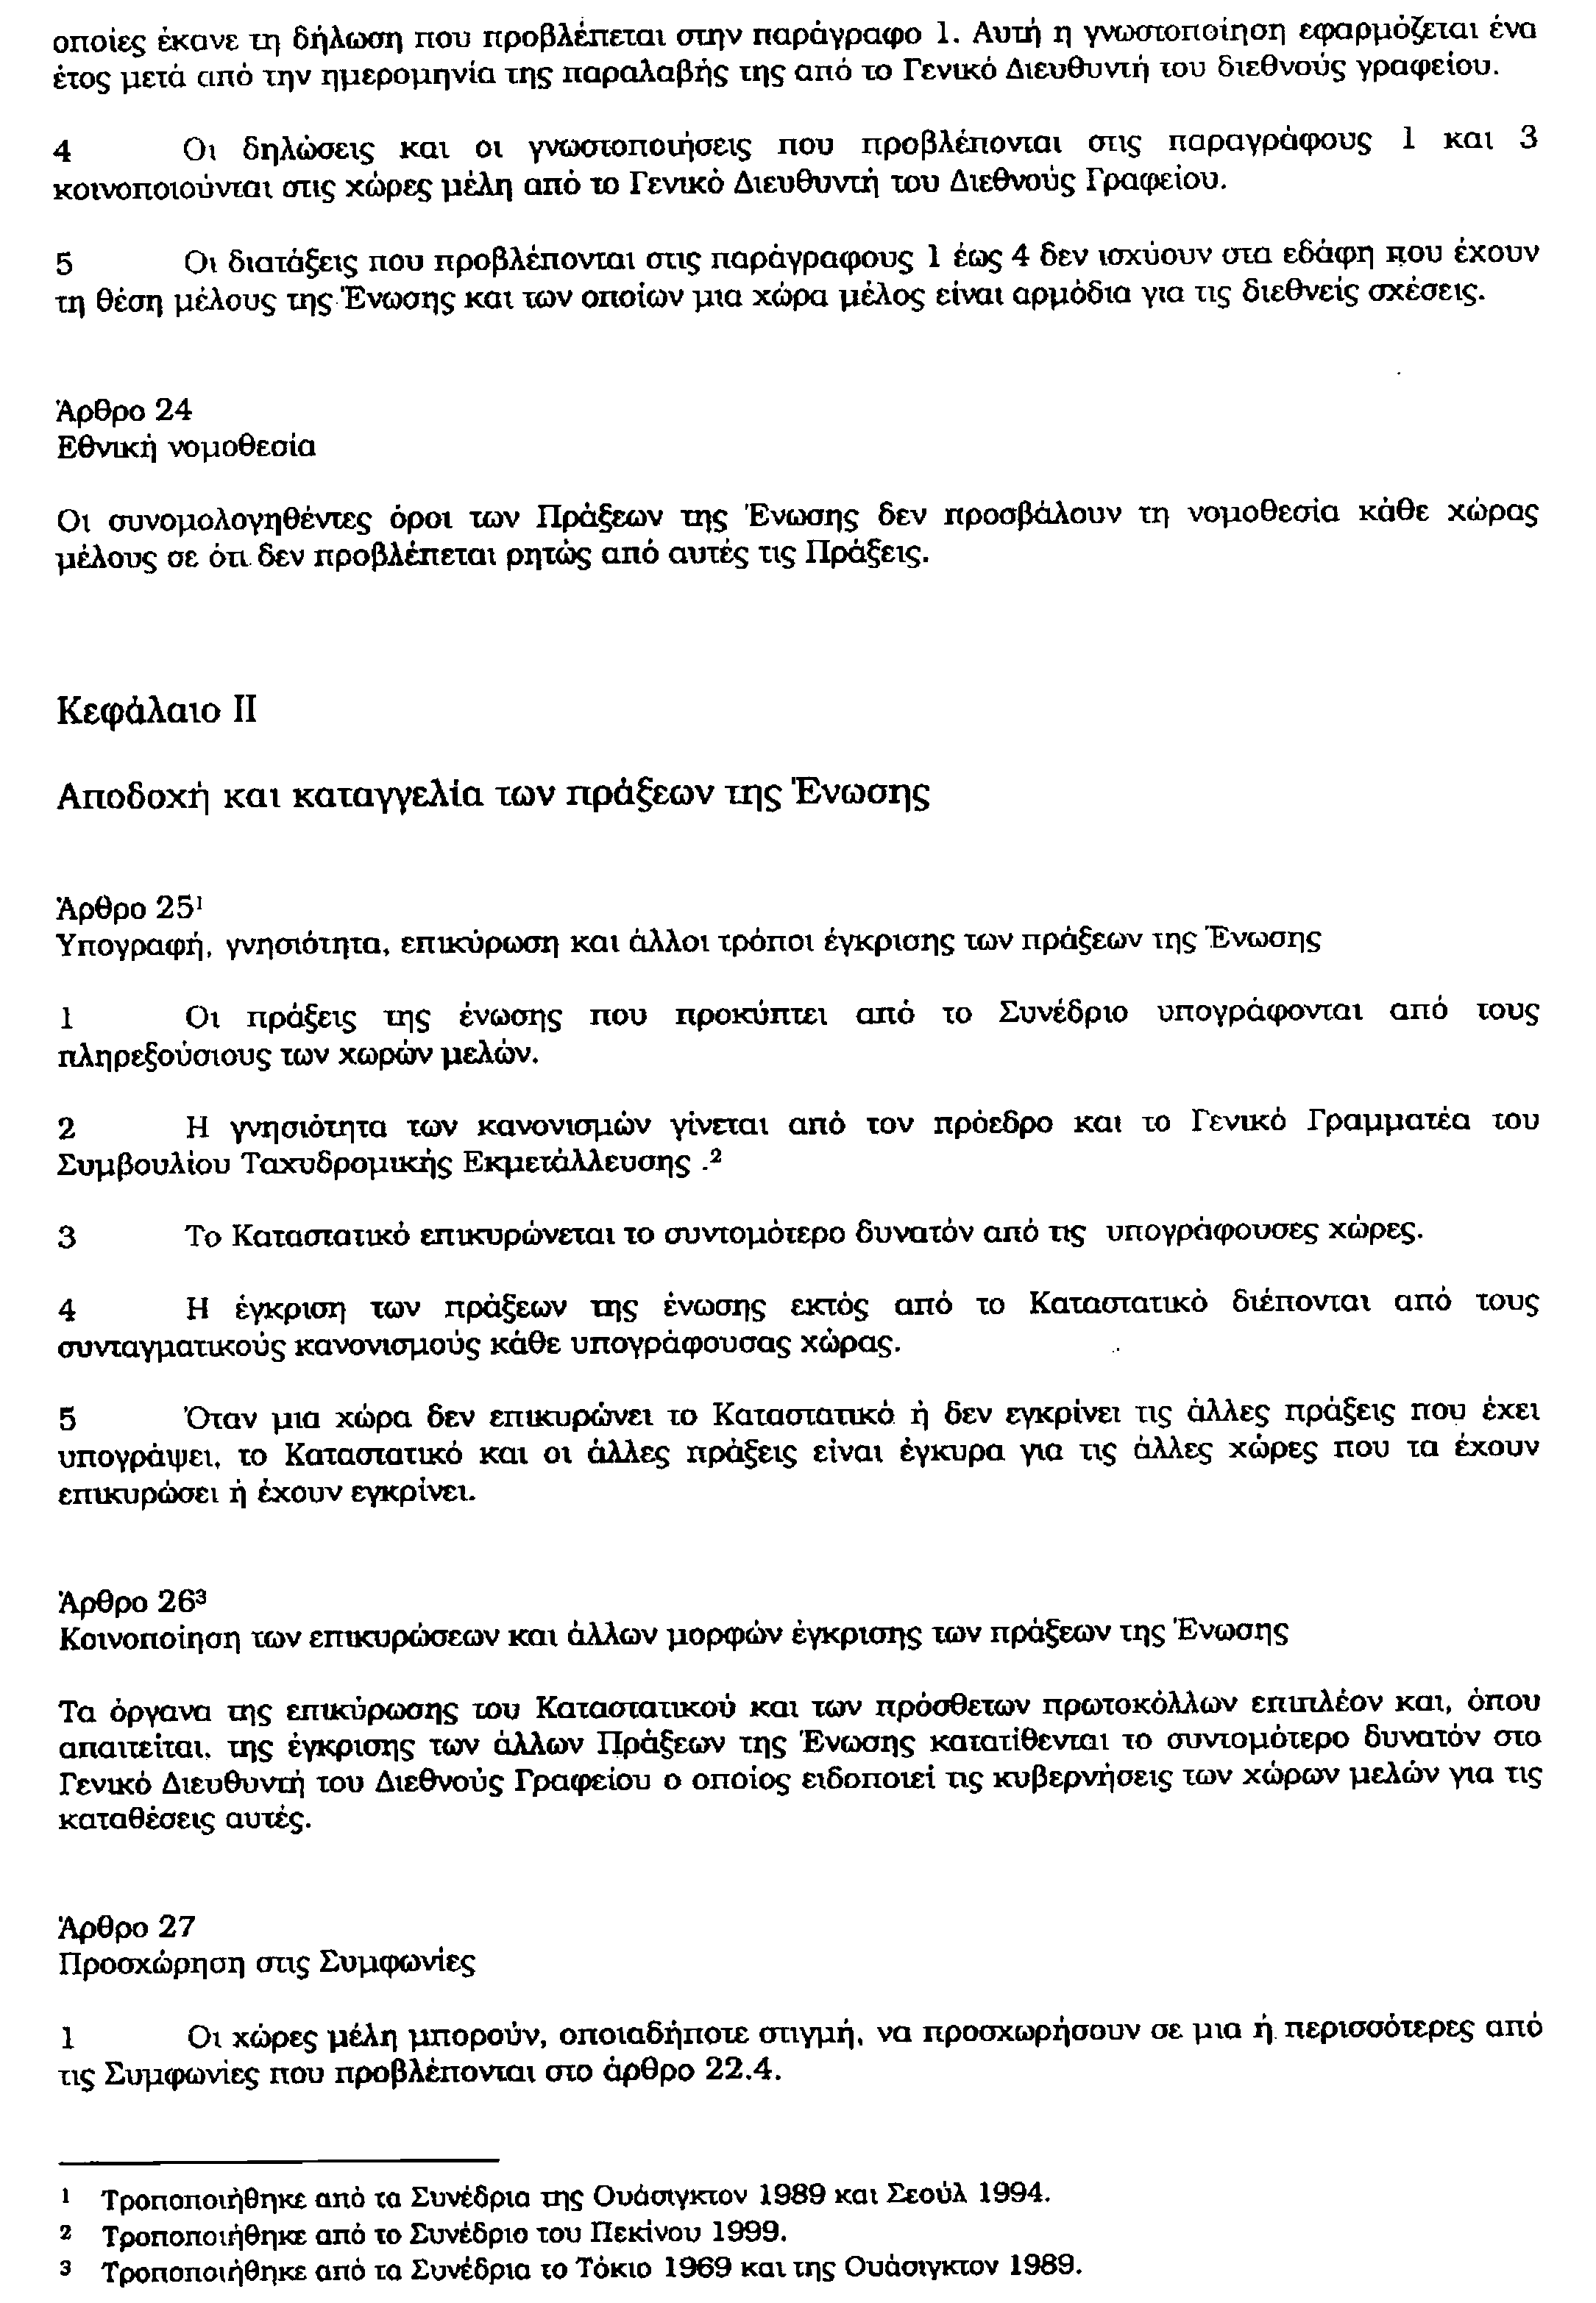 οποίες έκανε τη δήλωση που προβλέπεται στην παράγραφο 1. Αυτή η γνωστοποίηση εφαρμόζεται ένα
έτος μετά από την ημερομηνία της παραλαβής της από το Γενικό Διευθυντή του διεθνούς γραφείου.
4 Οι δηλώσεις και οι γνωστοποιήσεις που προβλέπονται στις παραγράφους 1 και 3
κοινοποιούνται στις χώρες μέλη από το Γενικό Διευθυντή του Διεθνούς Γραφείου.
5 Οι διατάξεις που προβλέπονται στις παράγραφους 1 έως 4 δεν ισχύουν στα εδάφη που έχουν
τη θέση μέλους της Ένωσης και των οποίων μια χώρα μέλος είναι αρμόδια για τις διεθνείς σχέσεις.
Άρθρο 24
Εθνική νομοθεσία
Οι συνομολογηθέντες όροι των Πράξεων της Ένωσης δεν προσβάλουν τη νομοθεσία κάθε χώρας
μέλους σε ότι δεν προβλέπεται ρητώς από αυτές τις Πράξεις.
Κεφάλαιο ΙΙ
Αποδοχή και καταγγελία των πράξεων της Ένωσης
Άρθρο 25¹
Υπογραφή, γνησιότητα, επικύρωση και άλλοι τρόποι έγκρισης των πράξεων της Ένωσης
1 Οι πράξεις της ένωσης που προκύπτει από το Συνέδριο υπογράφονται από τους
πληρεξούσιους των χωρών μελών.
2 Η γνησιότητα των κανονισμών γίνεται από τον πρόεδρο και το Γενικό Γραμματέα του
Συμβουλίου Ταχυδρομικής Εκμετάλλευσης .²
3 Το Καταστατικό επικυρώνεται το συντομότερο δυνατόν από τις υπογράφουσες χώρες.
4 Η έγκριση των πράξεων της ένωσης εκτός από το Καταστατικό διέπονται από τους
συνταγματικούς κανονισμούς κάθε υπογράφουσας χώρας.
5 Όταν μια χώρα δεν επικυρώνει το Καταστατικό ή δεν εγκρίνει τις άλλες πράξεις που έχει
υπογράψει, το Καταστατικό και οι άλλες πράξεις είναι έγκυρα για τις άλλες χώρες που τα έχουν
επικυρώσει ή έχουν εγκρίνει.
Άρθρο 26³
Κοινοποίηση των επικυρώσεων και άλλων μορφών έγκρισης των πράξεων της Ένωσης
Τα όργανα της επικύρωσης του Καταστατικού και των πρόσθετων πρωτοκόλλων επιπλέον και, όπου
απαιτείται, της έγκρισης των άλλων Πράξεων της Ένωσης κατατίθενται το συντομότερο δυνατόν στο
Γενικό Διευθυντή του Διεθνούς Γραφείου ο οποίος ειδοποιεί τις κυβερνήσεις των χώρων μελών για τις
καταθέσεις αυτές.
Άρθρο 27
Προσχώρηση στις Συμφωνίες
1 Οι χώρες μέλη μπορούν, οποιαδήποτε στιγμή, να προσχωρήσουν σε μια ή περισσότερες από
τις Συμφωνίες που προβλέπονται στο άρθρο 22.4.
¹ Τροποποιήθηκε από τα Συνέδρια της Ουάσιγκτον 1989 και Σεούλ 1994.
² Τροποποιήθηκε από το Συνέδριο του Πεκίνου 1999.
³ Τροποποιήθηκε από τα Συνέδρια το Τόκιο 1969 και της Ουάσιγκτον 1989.